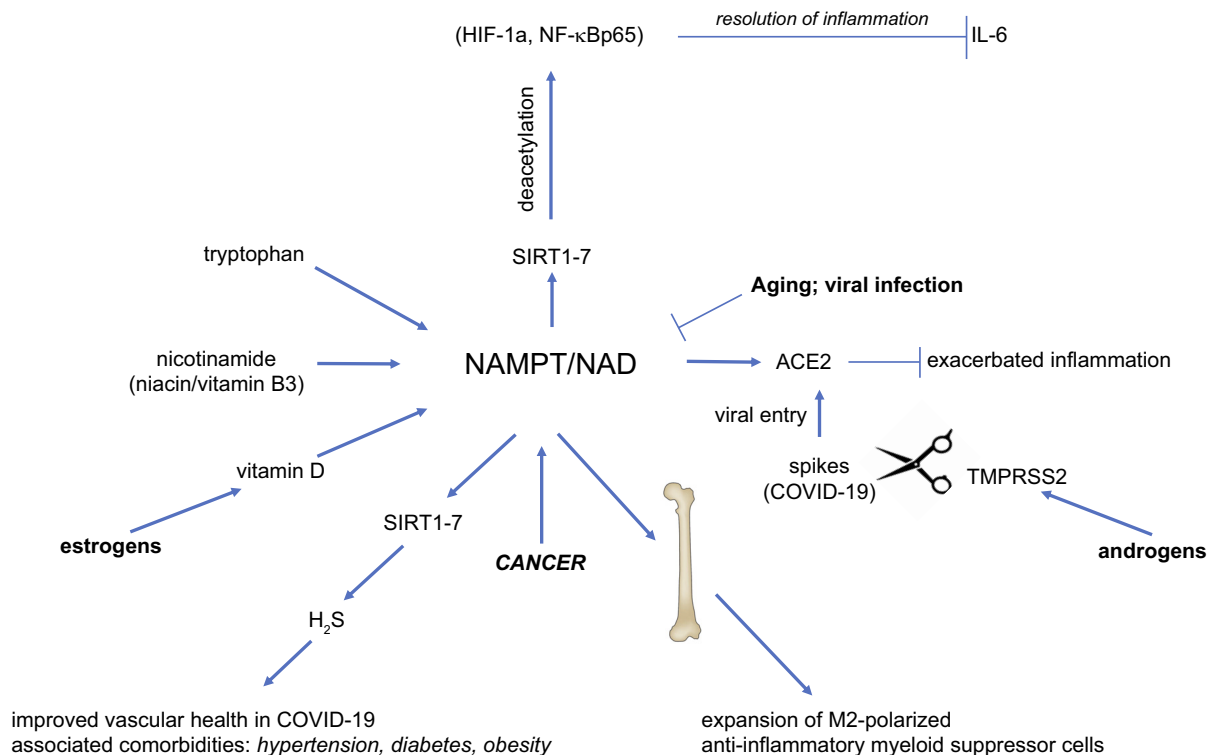 (HIF-1a, NF-κBp65)
resolution of inflammation
IL-6
deacetylation
SIRT1-7
tryptophan
Aging; viral infection
nicotinamide
(niacin/vitamin B3)
NAMPT/NAD
ACE2
exacerbated inflammation
viral entry
vitamin D
spikes
(COVID-19)
TMPRSS2
SIRT1-7
estrogens
CANCER
androgens
H₂S
improved vascular health in COVID-19
associated comorbidities: hypertension, diabetes, obesity
expansion of M2-polarized
anti-inflammatory myeloid suppressor cells